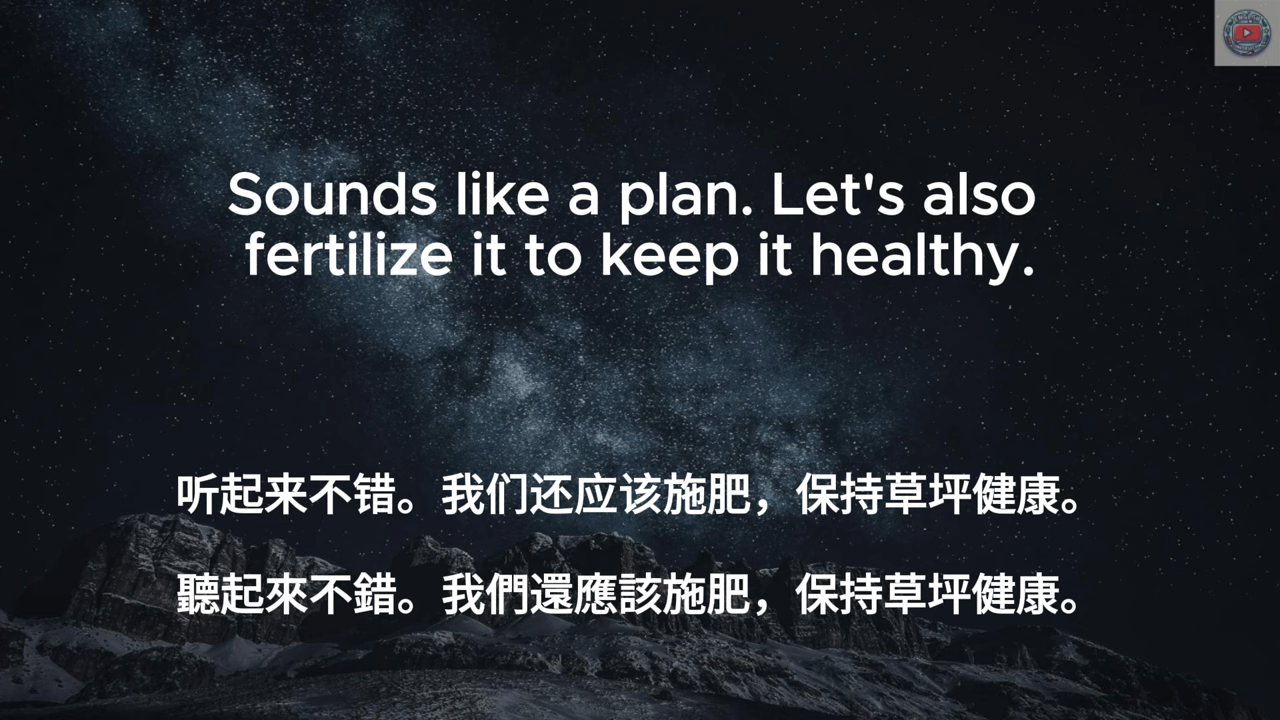 Sounds like a plan. Let's also
fertilize it to keep it healthy.
听起来不错。我们还应该施肥，保持草坪健康。
聽起來不錯。我們還應該施肥，保持草坪健康。